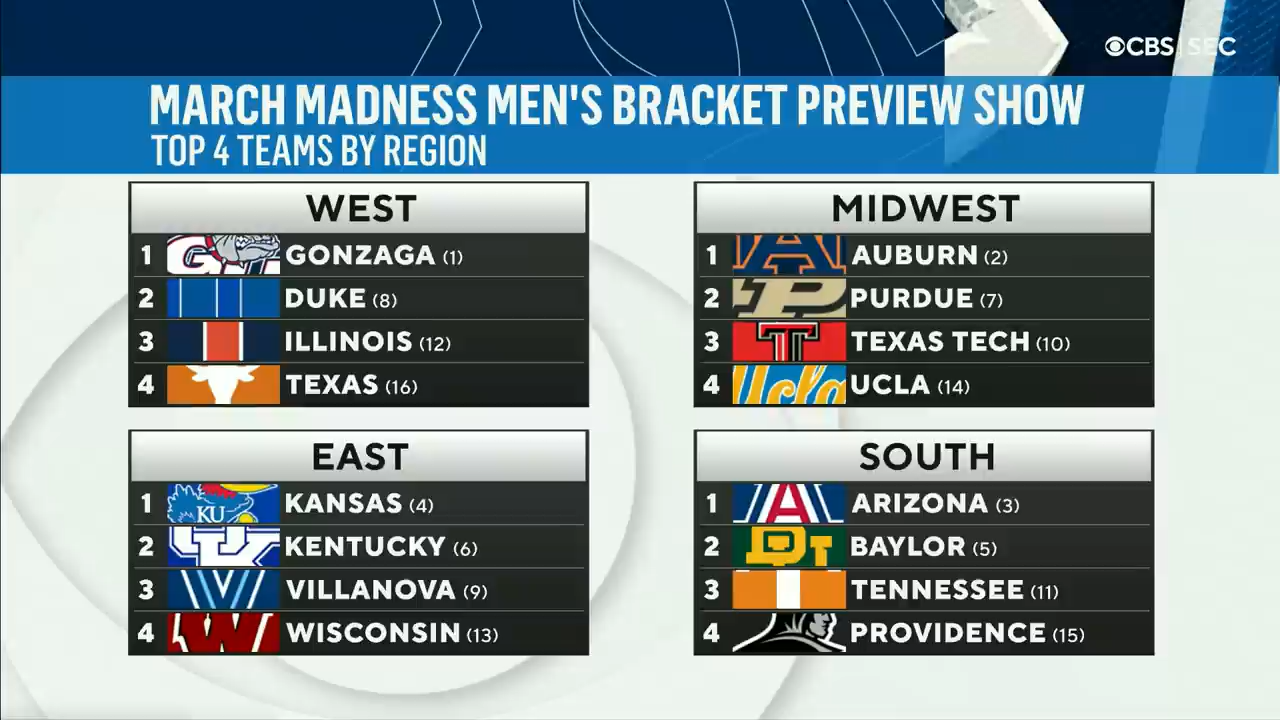 CBS | SEC
MARCH MADNESS MEN'S BRACKET PREVIEW SHOW
TOP 4 TEAMS BY REGION
WEST
1 GONZAGA (1)
2 DUKE (8)
3 ILLINOIS (12)
4 TEXAS (16)
MIDWEST
1 AUBURN (2)
2 PURDUE (7)
3 TEXAS TECH (10)
4 Ucla UCLA (14)
EAST
1 KU KANSAS (4)
2 UK KENTUCKY (6)
3 V VILLANOVA (9)
4 W WISCONSIN (13)
SOUTH
1 A ARIZONA (3)
2 BAYLOR (5)
3 TENNESSEE (11)
4 PROVIDENCE (15)